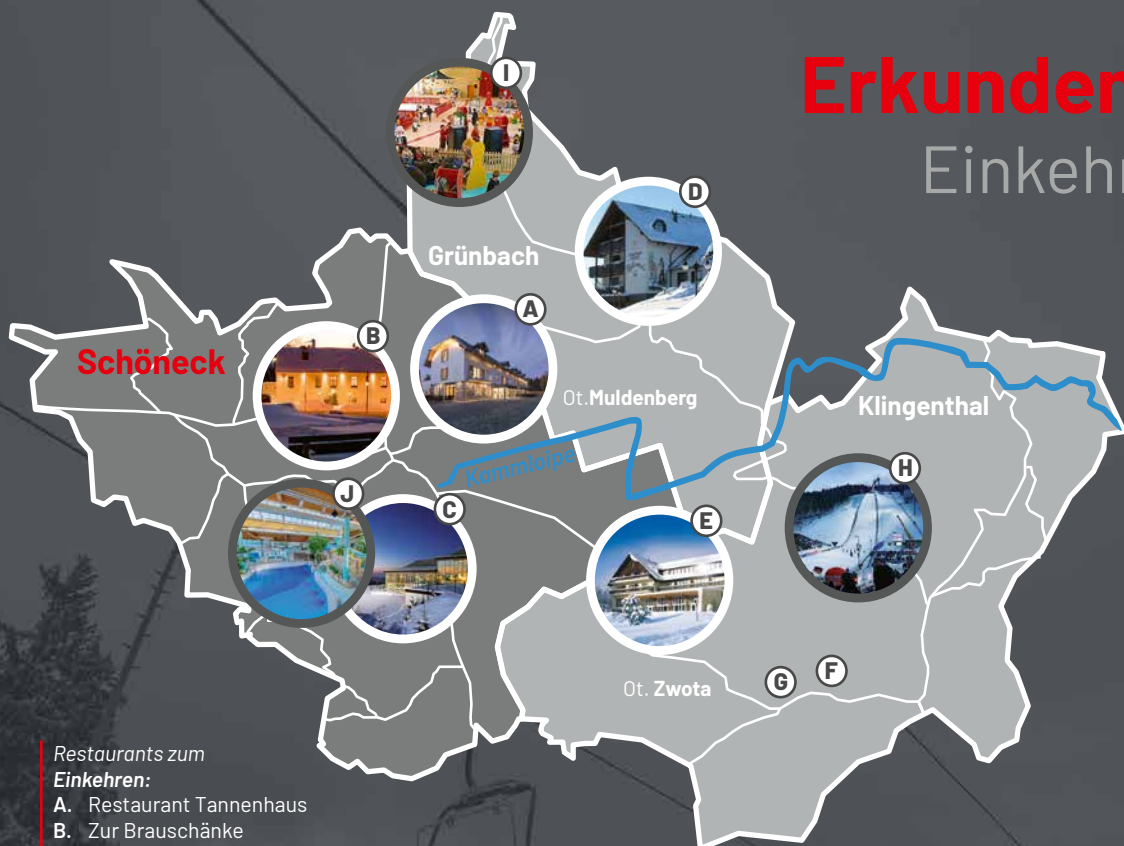 Erkunden
Einkehr
I
D
Grünbach
A
B
Schöneck
Ot.Muldenberg
Klingenthal
Kammloipe
H
J
C
E
G
F
Ot. Zwota
Restaurants zum
Einkehren:
A. Restaurant Tannenhaus
B. Zur Brauschänke